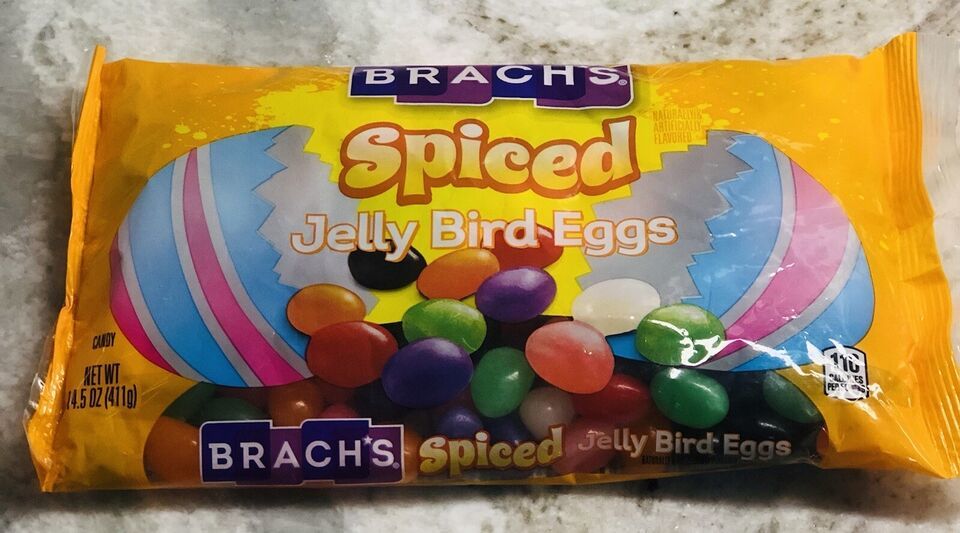 BRACH'S®
NATURALLY &
ARTIFICIALLY
FLAVORED
Spiced
Jelly Bird Eggs
CANDY
NET WT
14.5 OZ (411g)
110
CALORIES
PER
BRACH'S® Spiced Jelly Bird Eggs